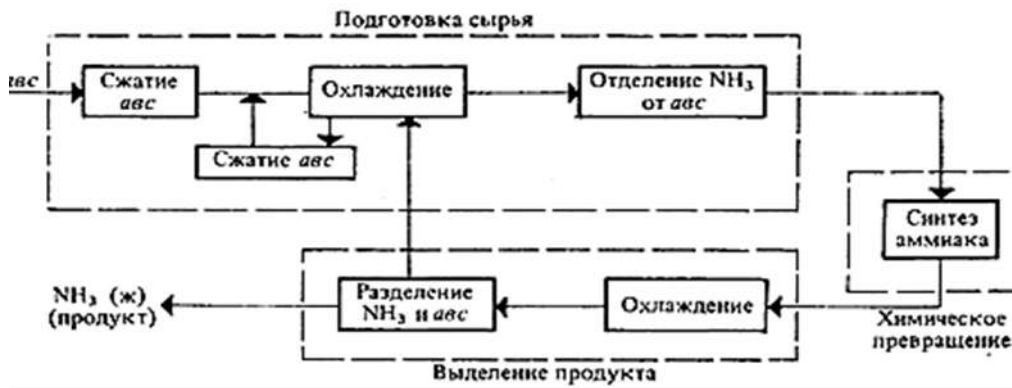 Подготовка сырья
авс
Сжатие
авс
Охлаждение
Отделение NH₃
от авс
Сжатие авс
Синтез
аммиака
NH₃ (ж)
(продукт)
Разделение
NH₃ и авс
Охлаждение
Химическое
превращение
Выделение продукта